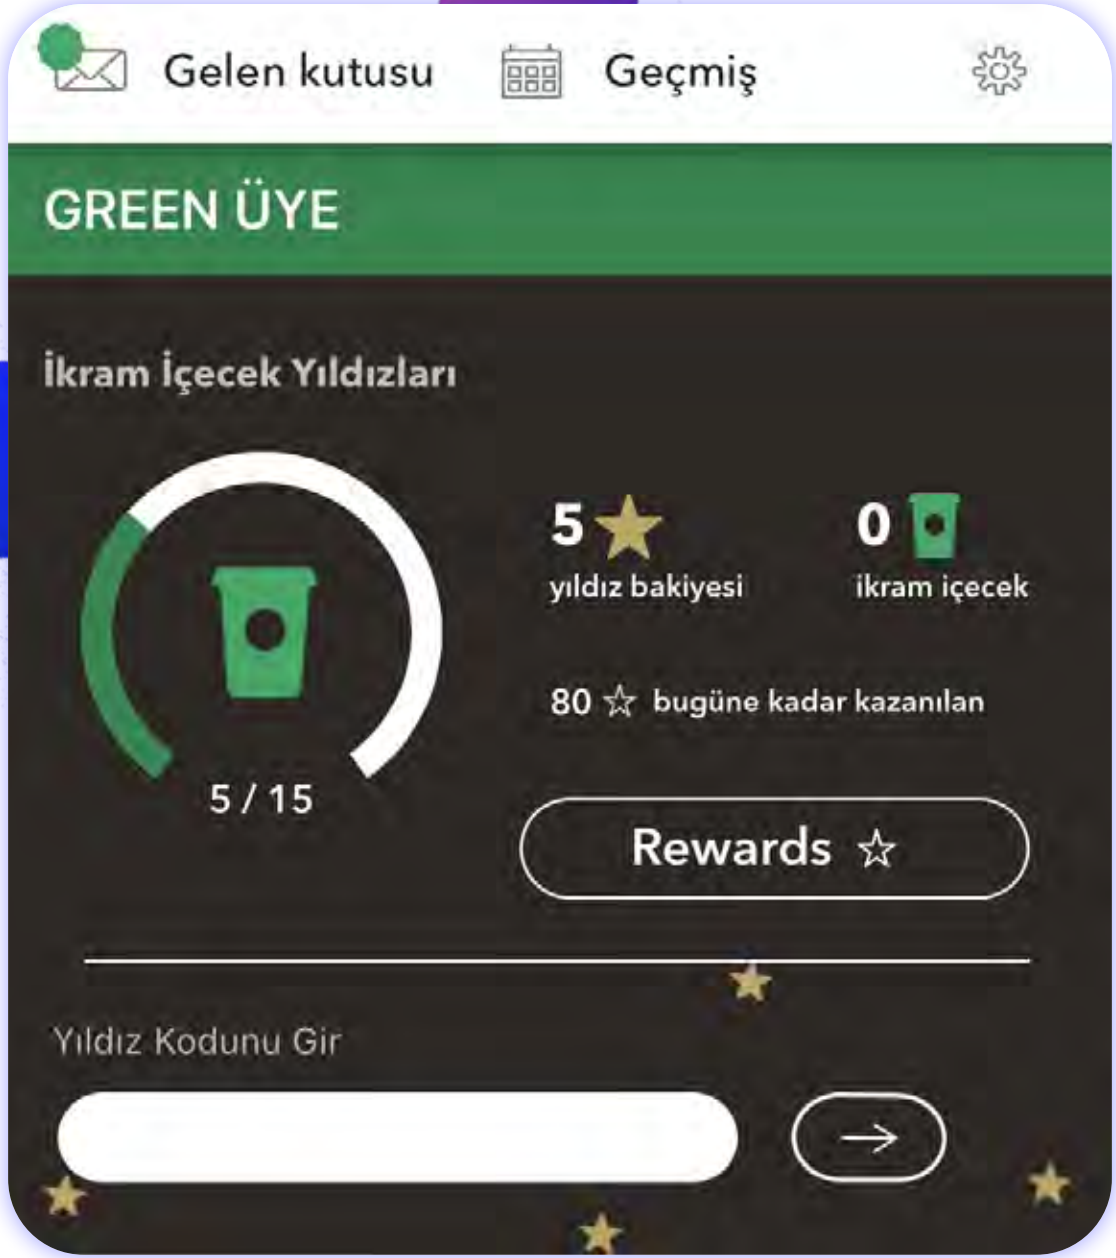 Gelen kutusu
Geçmiş
GREEN ÜYE
İkram İçecek Yıldızları
5
yıldız bakiyesi
0
ikram içecek
80 bugüne kadar kazanılan
5 / 15
Rewards
Yıldız Kodunu Gir